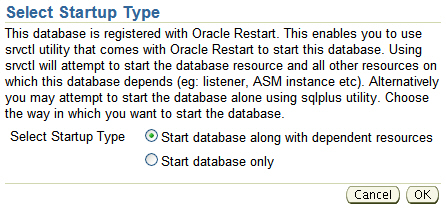 Select Startup Type
This database is registered with Oracle Restart. This enables you to use
srvctl utility that comes with Oracle Restart to start this database. Using
srvctl will attempt to start the database resource and all other resources on
which this database depends (eg: listener, ASM instance etc). Alternatively
you may attempt to start the database alone using sqlplus utility. Choose
the way in which you want to start the database.
Select Startup Type Start database along with dependent resources
Start database only
Cancel OK